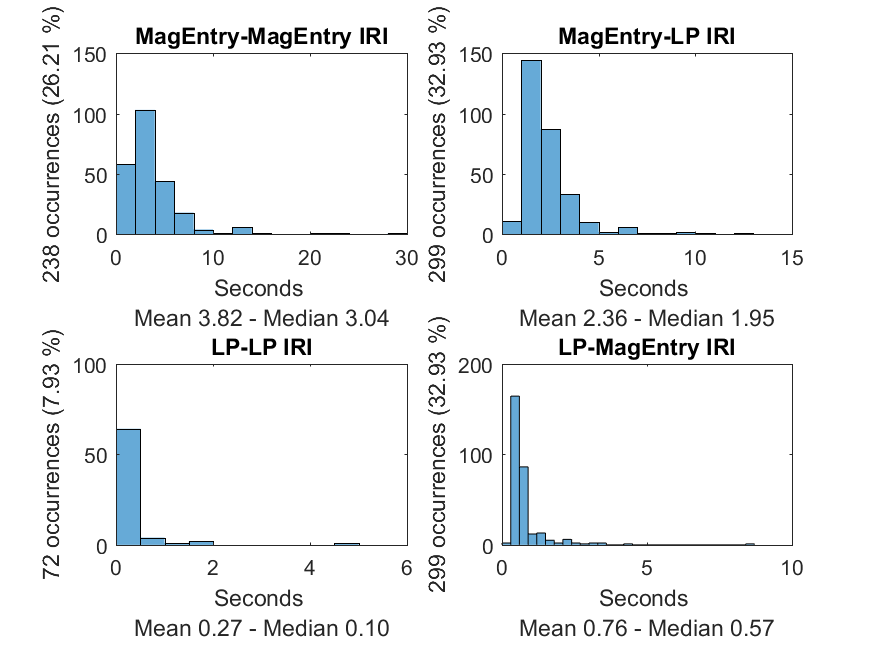 MagEntry-MagEntry IRI
238 occurrences (26.21 %)
150
100
50
0
0 10 20 30
Seconds
Mean 3.82 - Median 3.04
MagEntry-LP IRI
299 occurrences (32.93 %)
150
100
50
0
0 5 10 15
Seconds
Mean 2.36 - Median 1.95
LP-LP IRI
72 occurrences (7.93 %)
100
50
0
0 2 4 6
Seconds
Mean 0.27 - Median 0.10
LP-MagEntry IRI
299 occurrences (32.93 %)
200
100
0
0 5 10
Seconds
Mean 0.76 - Median 0.57